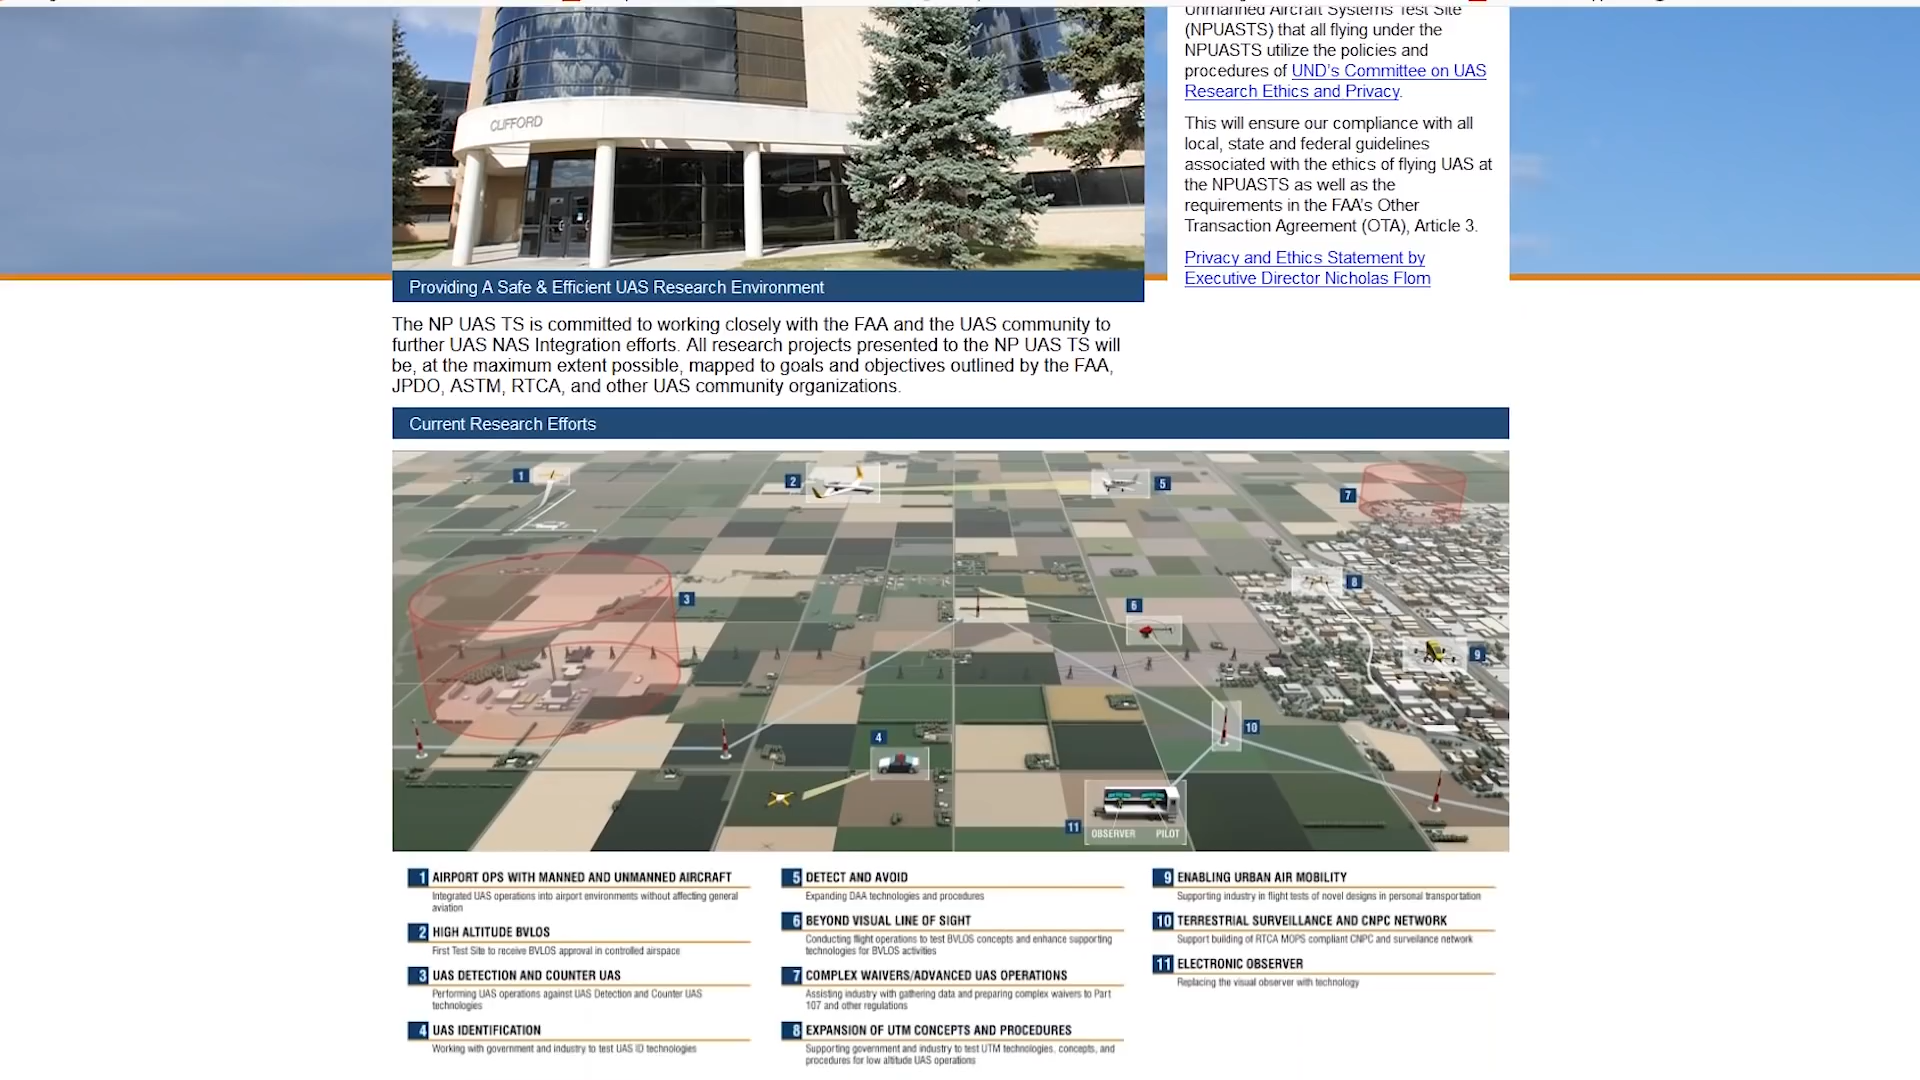 CLIFFORD
Unmanned Aircraft Systems Test Site
(NPUASTS) that all flying under the
NPUASTS utilize the policies and
procedures of UND's Committee on UAS
Research Ethics and Privacy.
This will ensure our compliance with all
local, state and federal guidelines
associated with the ethics of flying UAS at
the NPUASTS as well as the
requirements in the FAA's Other
Transaction Agreement (OTA), Article 3.
Privacy and Ethics Statement by
Executive Director Nicholas Flom
Providing A Safe & Efficient UAS Research Environment
The NP UAS TS is committed to working closely with the FAA and the UAS community to
further UAS NAS Integration efforts. All research projects presented to the NP UAS TS will
be, at the maximum extent possible, mapped to goals and objectives outlined by the FAA,
JPDO, ASTM, RTCA, and other UAS community organizations.
Current Research Efforts
1
2
5
7
3
8
6
9
10
4
11
OBSERVER PILOT
1 AIRPORT OPS WITH MANNED AND UNMANNED AIRCRAFT
Integrated UAS operations into airport environments without affecting general
aviation
2 HIGH ALTITUDE BVLOS
First Test Site to receive BVLOS approval in controlled airspace
3 UAS DETECTION AND COUNTER UAS
Performing UAS operations against UAS Detection and Counter UAS
technologies
4 UAS IDENTIFICATION
Working with government and industry to test UAS ID technologies
5 DETECT AND AVOID
Expanding DAA technologies and procedures
6 BEYOND VISUAL LINE OF SIGHT
Conducting flight operations to test BVLOS concepts and enhance supporting
technologies for BVLOS activities
7 COMPLEX WAIVERS/ADVANCED UAS OPERATIONS
Assisting industry with gathering data and preparing complex waivers to Part
107 and other regulations
8 EXPANSION OF UTM CONCEPTS AND PROCEDURES
Supporting government and industry to test UTM technologies, concepts, and
procedures for low altitude UAS operations
9 ENABLING URBAN AIR MOBILITY
Supporting industry in flight tests of novel designs in personal transportation
10 TERRESTRIAL SURVEILLANCE AND CNPC NETWORK
Support building of RTCA MOPS compliant CNPC and surveilance network
11 ELECTRONIC OBSERVER
Replacing the visual observer with technology